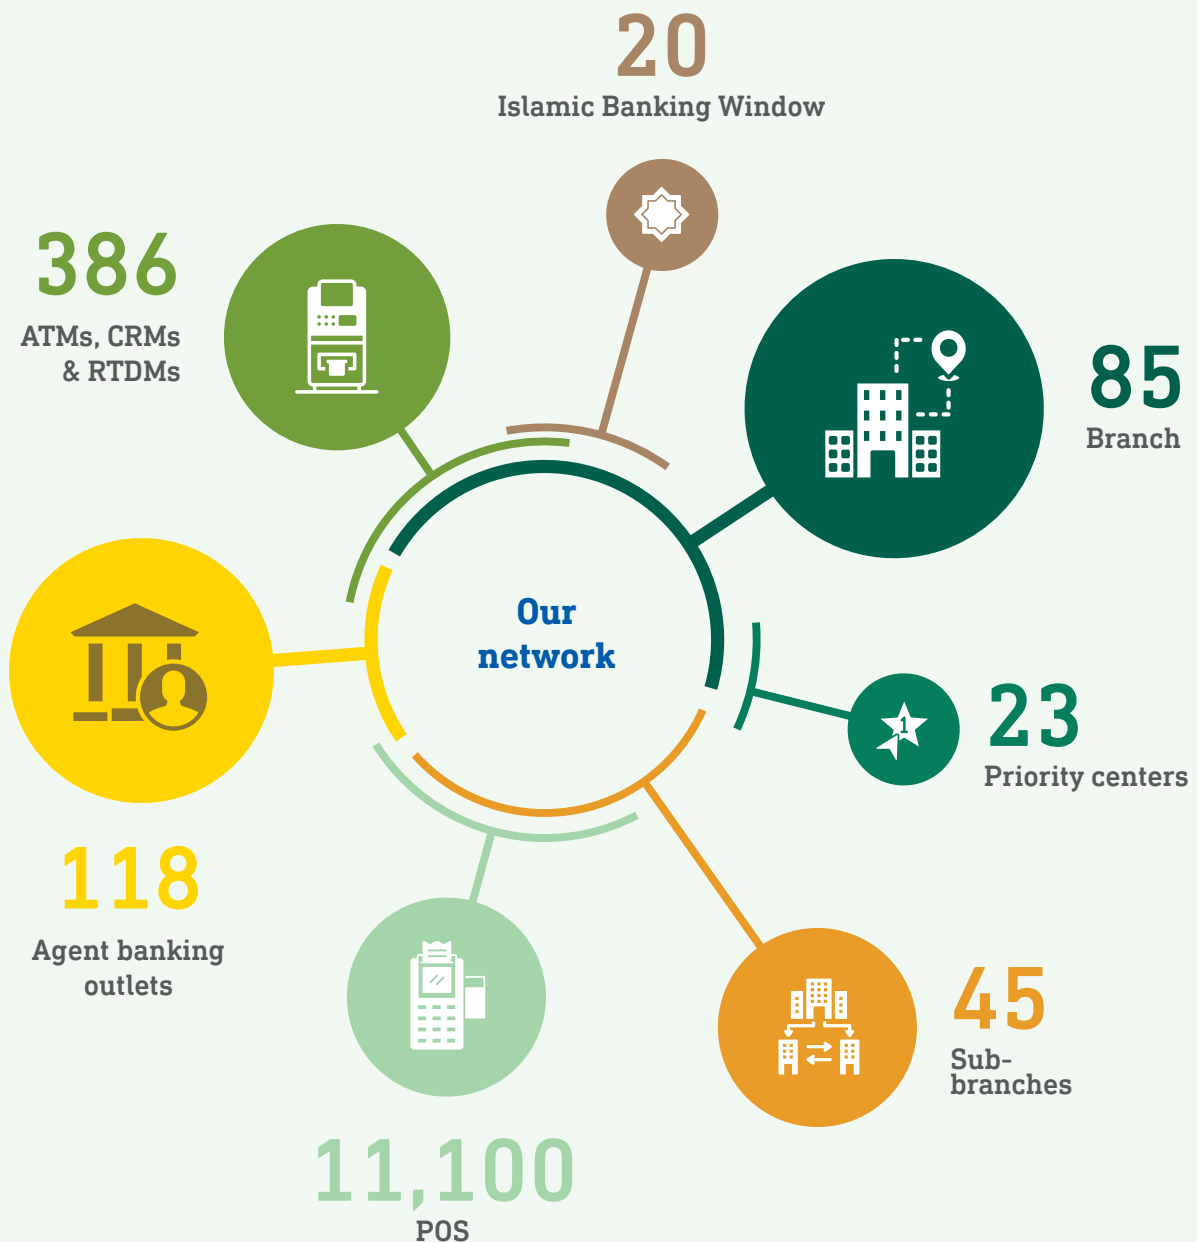 20
Islamic Banking Window
386
ATMs, CRMs
& RTDMs
85
Branch
Our
network
1
23
Priority centers
118
Agent banking
outlets
45
Sub-
branches
11,100
POS